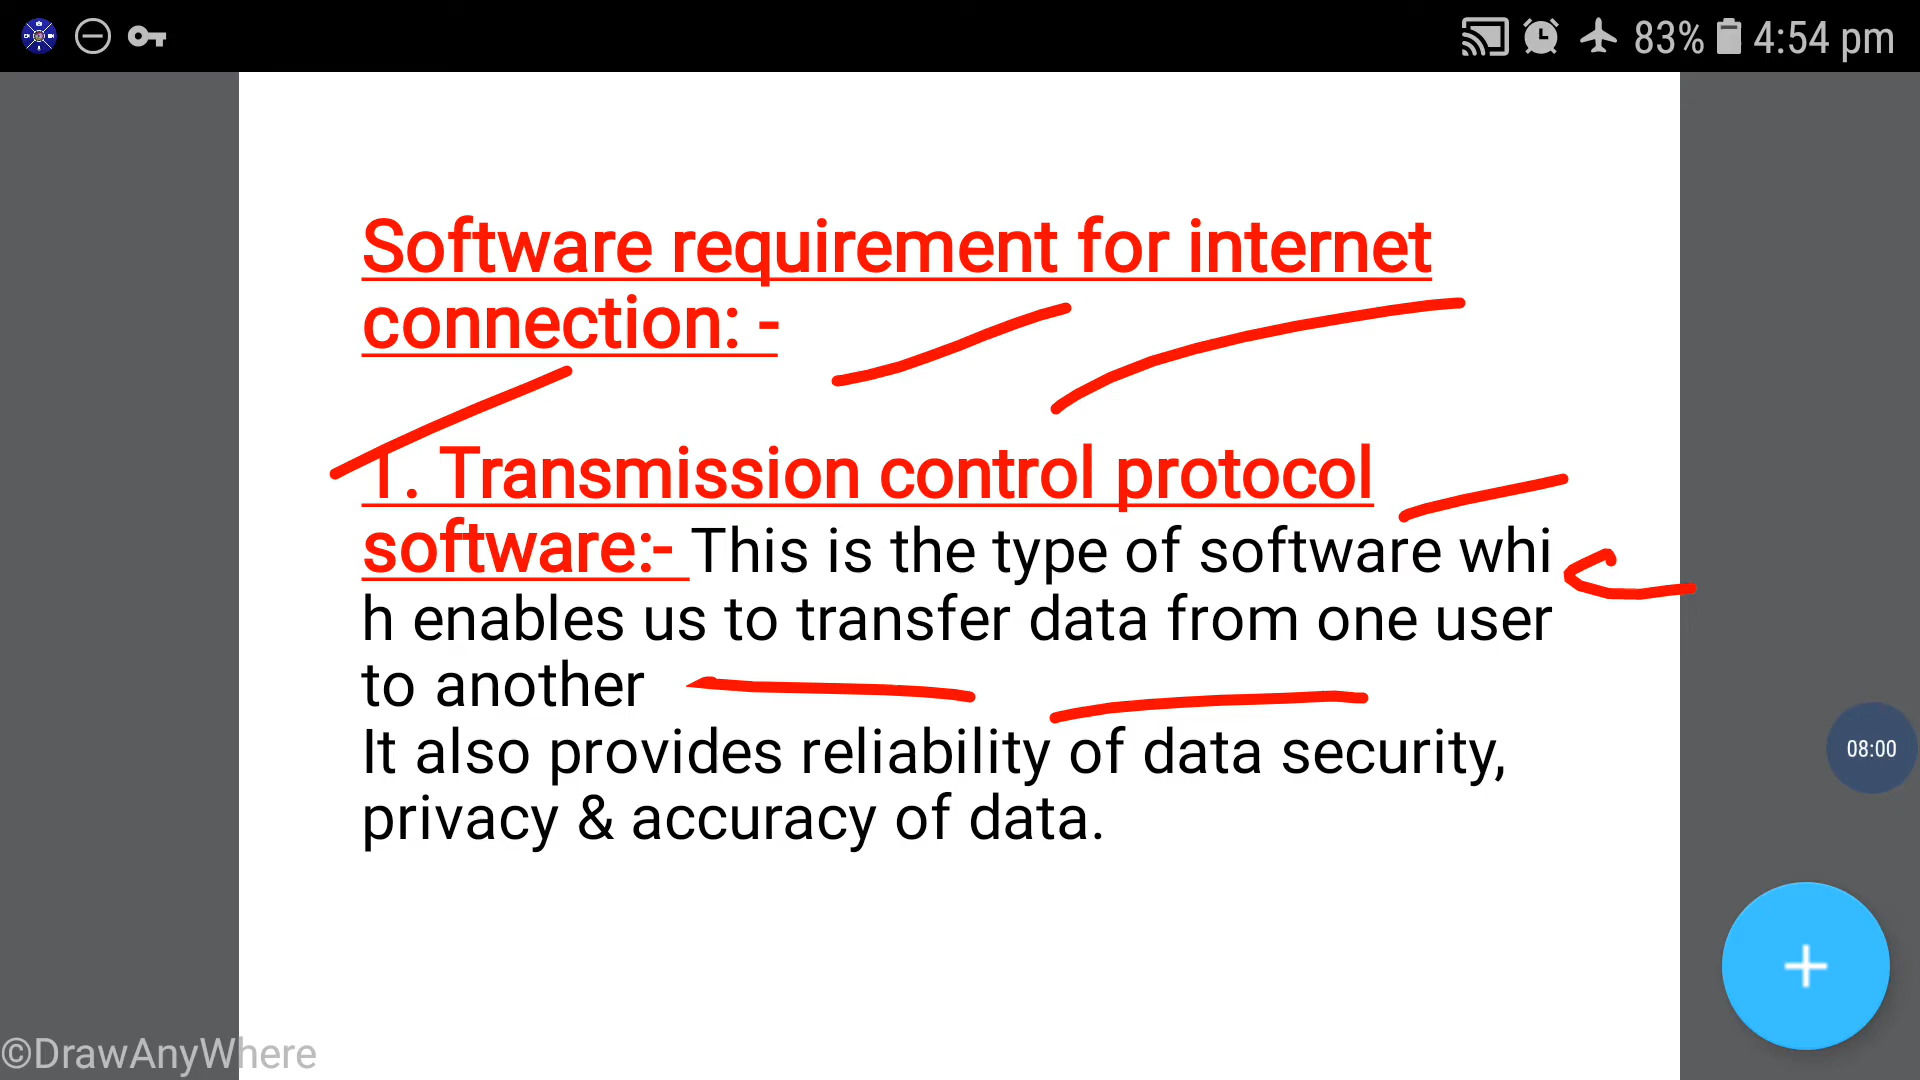 83% 4:54 pm
Software requirement for internet
connection: -
1. Transmission control protocol
software:- This is the type of software whi
h enables us to transfer data from one user
to another
It also provides reliability of data security,
privacy & accuracy of data.
08:00
©DrawAnyWhere